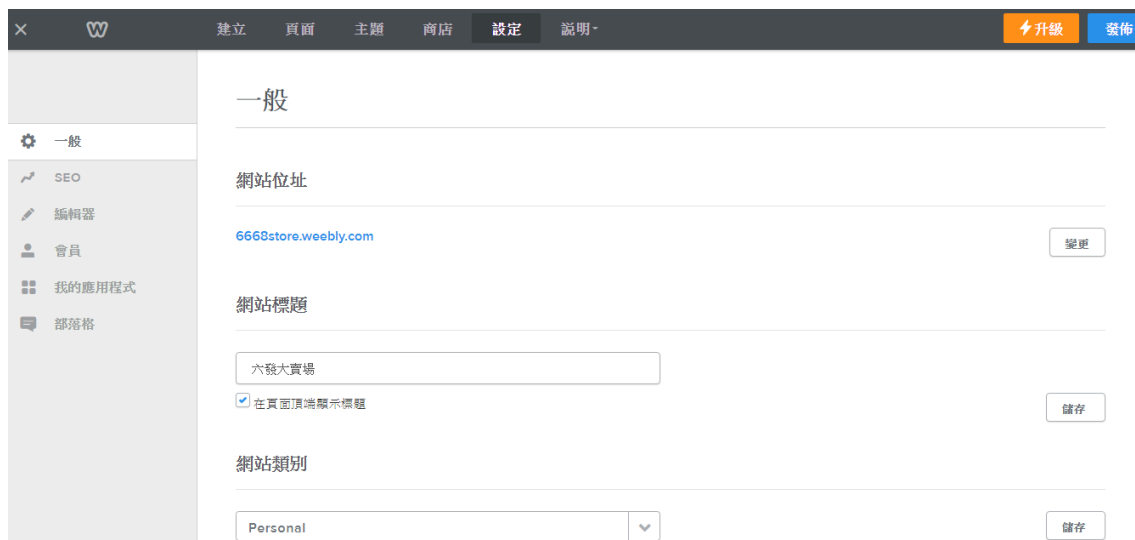 建立 頁面 主題 商店 設定 説明 升級 發佈
一般
一般
SEO
編輯器
會員
我的應用程式
部落格
網站位址
6668store.weebly.com 變更
網站標題
六發大賣場
在頁面頂端顯示標題 儲存
網站類別
Personal 儲存